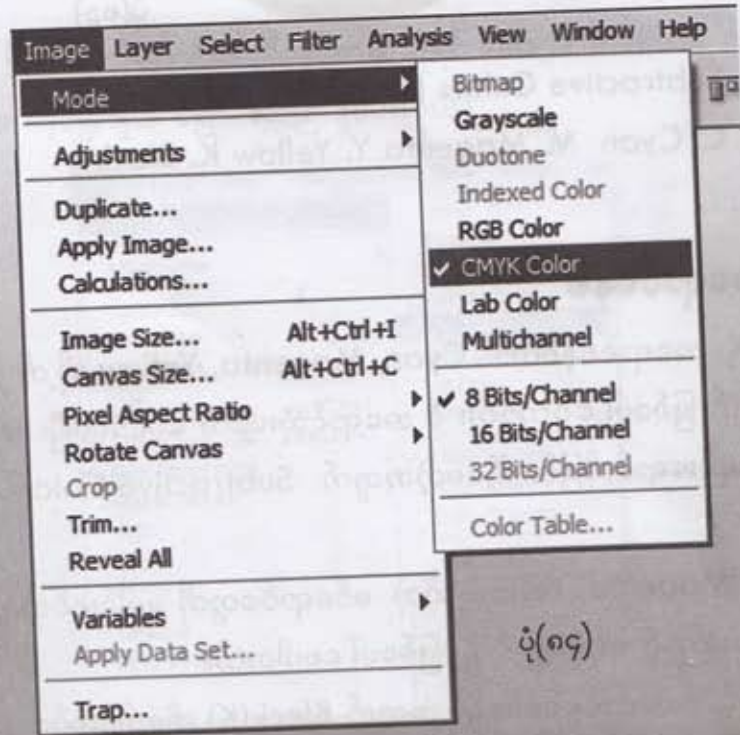 Image Layer Select Filter Analysis View Window Help
Mode
Adjustments
Duplicate...
Apply Image...
Calculations...
Image Size... Alt+Ctrl+I
Canvas Size... Alt+Ctrl+C
Pixel Aspect Ratio
Rotate Canvas
Crop
Trim...
Reveal All
Variables
Apply Data Set...
Trap...
Bitmap
Grayscale
Duotone
Indexed Color
RGB Color
✓ CMYK Color
Lab Color
Multichannel
✓ 8 Bits/Channel
16 Bits/Channel
32 Bits/Channel
Color Table...
ပုံ(၈၄)